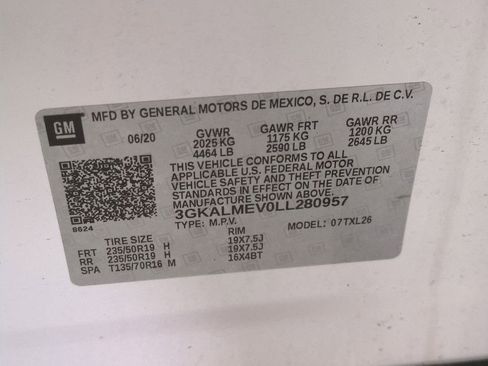 GM
MFD BY GENERAL MOTORS DE MEXICO, S. DE R.L. DE C.V.
06/20 GVWR GAWR FRT GAWR RR
2025 KG 1175 KG 1200 KG
4464 LB 2590 LB 2645 LB
THIS VEHICLE CONFORMS TO ALL
APPLICABLE U.S. FEDERAL MOTOR
VEHICLE SAFETY AND THEFT PREVENTION
STANDARDS IN EFFECT ON THE DATE OF
MANUFACTURE SHOWN ABOVE.
3GKALMEV0LL280957
8624 TYPE: M.P.V. MODEL: 07TXL26
TIRE SIZE RIM
FRT 235/50R19 H 19X7.5J
RR 235/50R19 H 19X7.5J
SPA T135/70R16 M 16X4BT